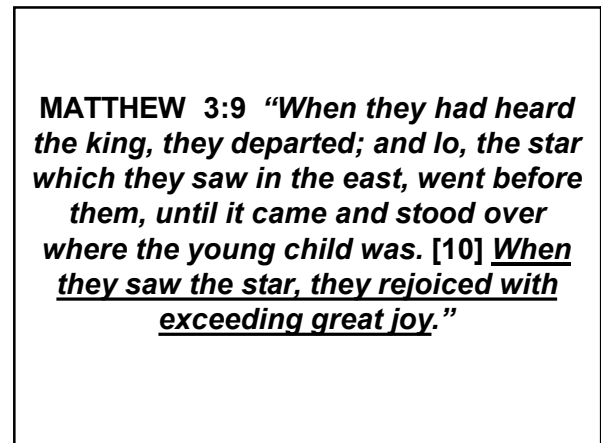 MATTHEW  3:9  “When they had heard
the king, they departed; and lo, the star
which they saw in the east, went before
them, until it came and stood over
where the young child was. [10] When
they saw the star, they rejoiced with
exceeding great joy.”